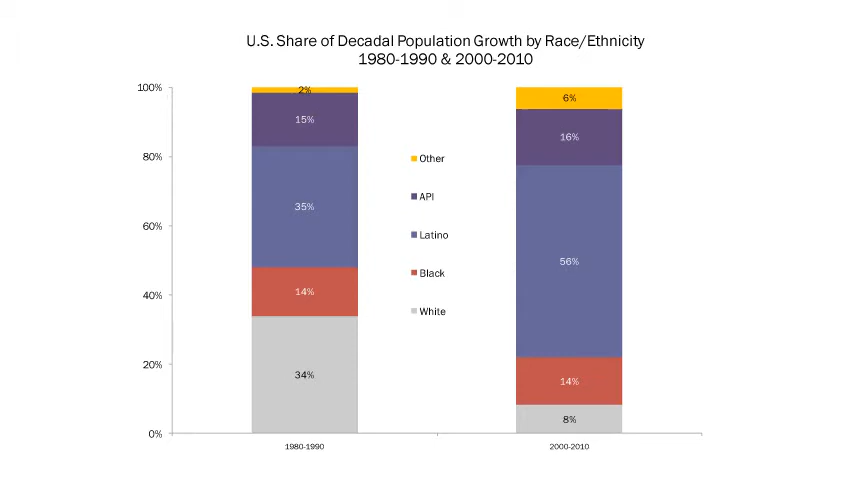 U.S. Share of Decadal Population Growth by Race/Ethnicity
1980-1990 & 2000-2010
100%
80%
60%
40%
20%
0%
2%
15%
35%
14%
34%
Other
API
Latino
Black
White
6%
16%
56%
14%
8%
1980-1990
2000-2010